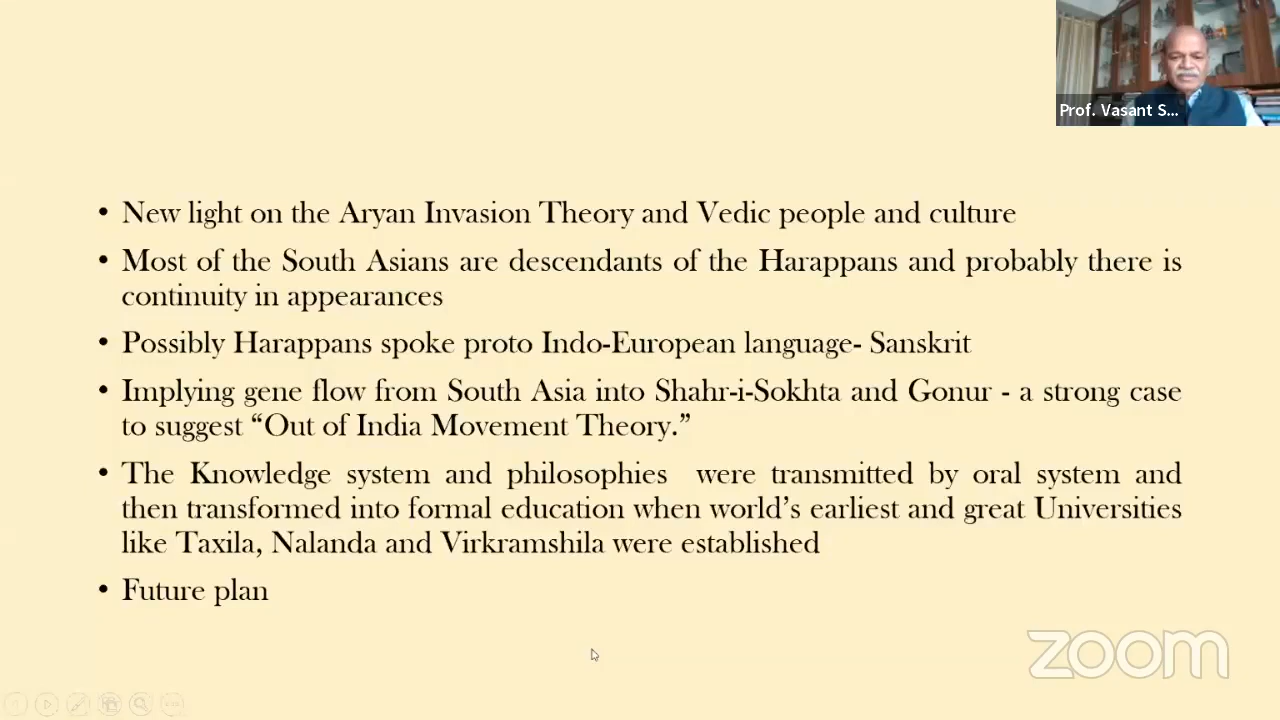 Prof. Vasant S...
• New light on the Aryan Invasion Theory and Vedic people and culture
• Most of the South Asians are descendants of the Harappans and probably there is
continuity in appearances
• Possibly Harappans spoke proto Indo-European language- Sanskrit
• Implying gene flow from South Asia into Shahr-i-Sokhta and Gonur - a strong case
to suggest “Out of India Movement Theory.”
• The Knowledge system and philosophies were transmitted by oral system and
then transformed into formal education when world’s earliest and great Universities
like Taxila, Nalanda and Virkramshila were established
• Future plan
zoom